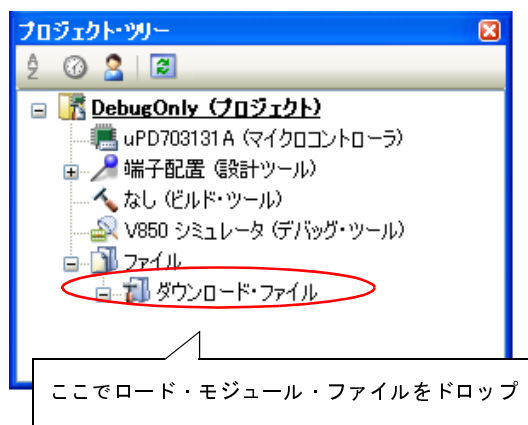 プロジェクト・ツリー
DebugOnly (プロジェクト)
uPD703131A (マイクロコントローラ)
端子配置 (設計ツール)
なし (ビルド・ツール)
V850 シミュレータ (デバッグ・ツール)
ファイル
ダウンロード・ファイル
ここでロード・モジュール・ファイルをドロップ